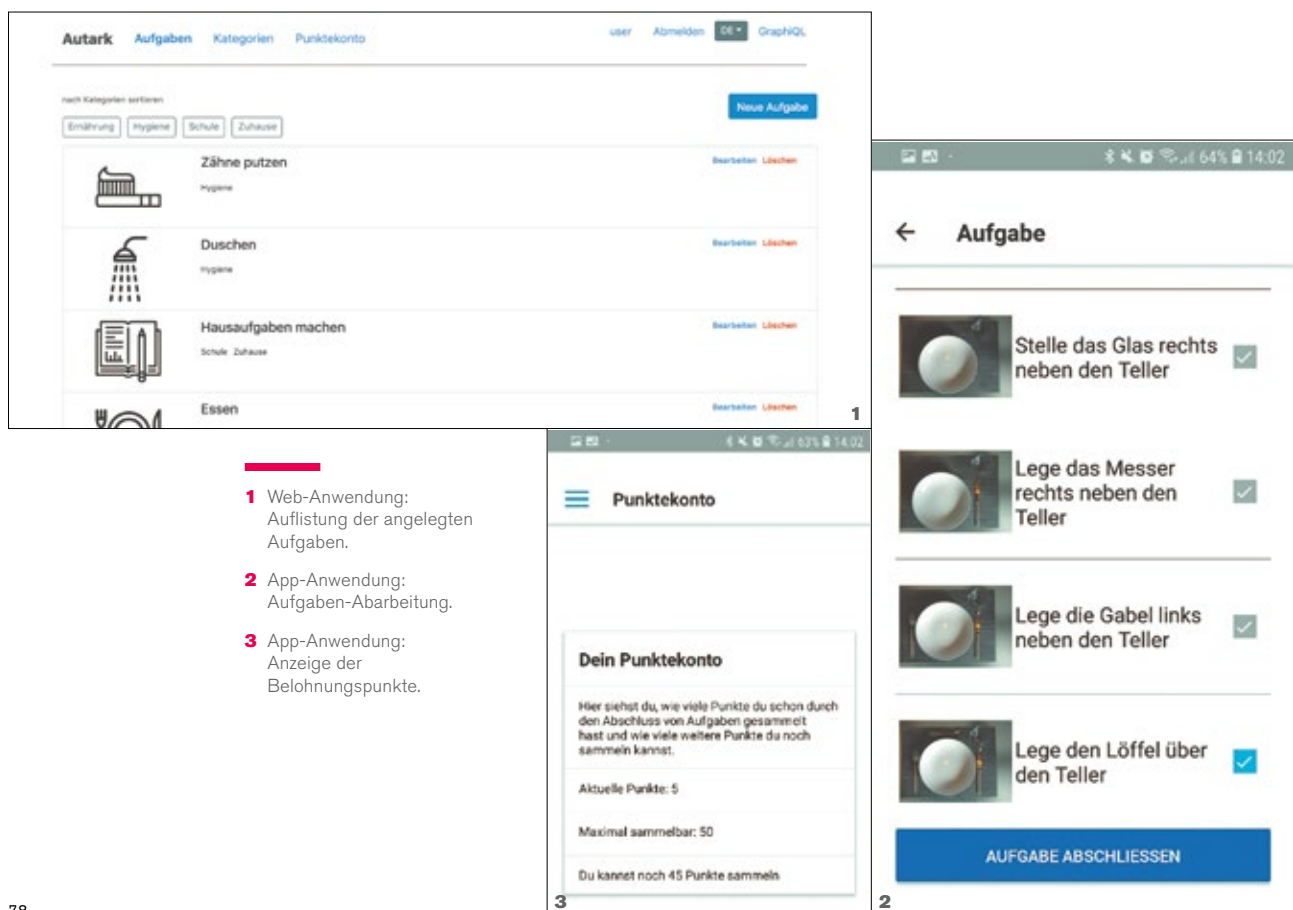 Autark Aufgaben Kategorien Punktekonto user Abmelden DE GraphiQL
nach Kategorien sortieren
Neue Aufgabe
Ernährung Hygiene Schule Zuhause
Zähne putzen
Bearbeiten Löschen
Hygiene
Duschen
Bearbeiten Löschen
Hygiene
Hausaufgaben machen
Bearbeiten Löschen
Schule Zuhause
Essen
Bearbeiten Löschen
1
1 Web-Anwendung:
Auflistung der angelegten
Aufgaben.
2 App-Anwendung:
Aufgaben-Abarbeitung.
3 App-Anwendung:
Anzeige der
Belohnungspunkte.
63% 14:02
Punktekonto
Dein Punktekonto
Hier siehst du, wie viele Punkte du schon durch
den Abschluss von Aufgaben gesammelt
hast und wie viele weitere Punkte du noch
sammeln kannst.
Aktuelle Punkte: 5
Maximal sammelbar: 50
Du kannst noch 45 Punkte sammeln
3
64% 14:02
Aufgabe
Stelle das Glas rechts
neben den Teller
Lege das Messer
rechts neben den
Teller
Lege die Gabel links
neben den Teller
Lege den Löffel über
den Teller
AUFGABE ABSCHLIESSEN
2